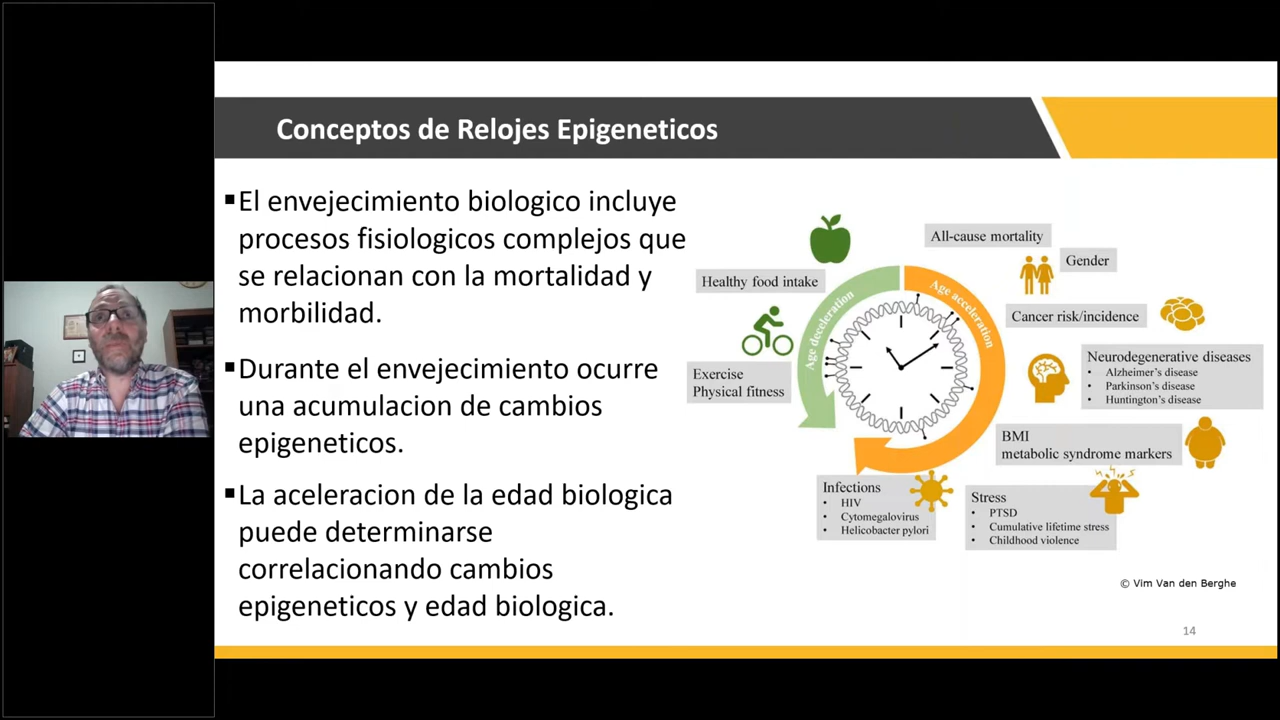 Conceptos de Relojes Epigeneticos
▪El envejecimiento biologico incluye
procesos fisiologicos complejos que
se relacionan con la mortalidad y
morbilidad.
▪Durante el envejecimiento ocurre
una acumulacion de cambios
epigeneticos.
▪La aceleracion de la edad biologica
puede determinarse
correlacionando cambios
epigeneticos y edad biologica.
All-cause mortality
Gender
Healthy food intake
Age deceleration
Age acceleration
Cancer risk/incidence
Exercise
Physical fitness
Neurodegenerative diseases
• Alzheimer's disease
• Parkinson's disease
• Huntington's disease
BMI
metabolic syndrome markers
Infections
• HIV
• Cytomegalovirus
• Helicobacter pylori
Stress
• PTSD
• Cumulative lifetime stress
• Childhood violence
© Vim Van den Berghe
14